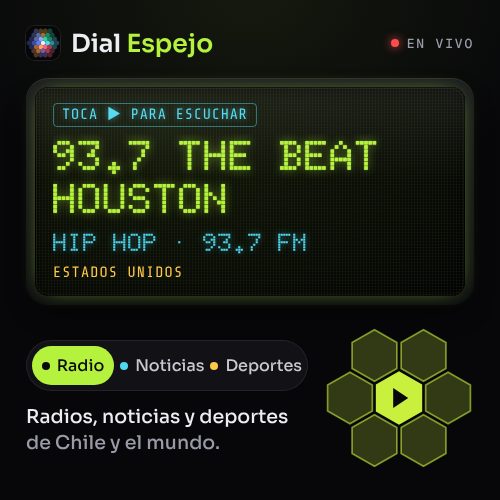 Dial Espejo
EN VIVO
TOCA ▶ PARA ESCUCHAR
93.7 THE BEAT
HOUSTON
HIP HOP · 93.7 FM
ESTADOS UNIDOS
Radio Noticias Deportes
Radios, noticias y deportes
de Chile y el mundo.